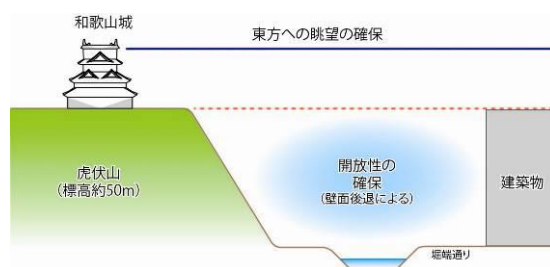 和歌山城
東方への眺望の確保
虎伏山
（標高約50m）
開放性の
確保
（壁面後退による）
建築物
堀端通り